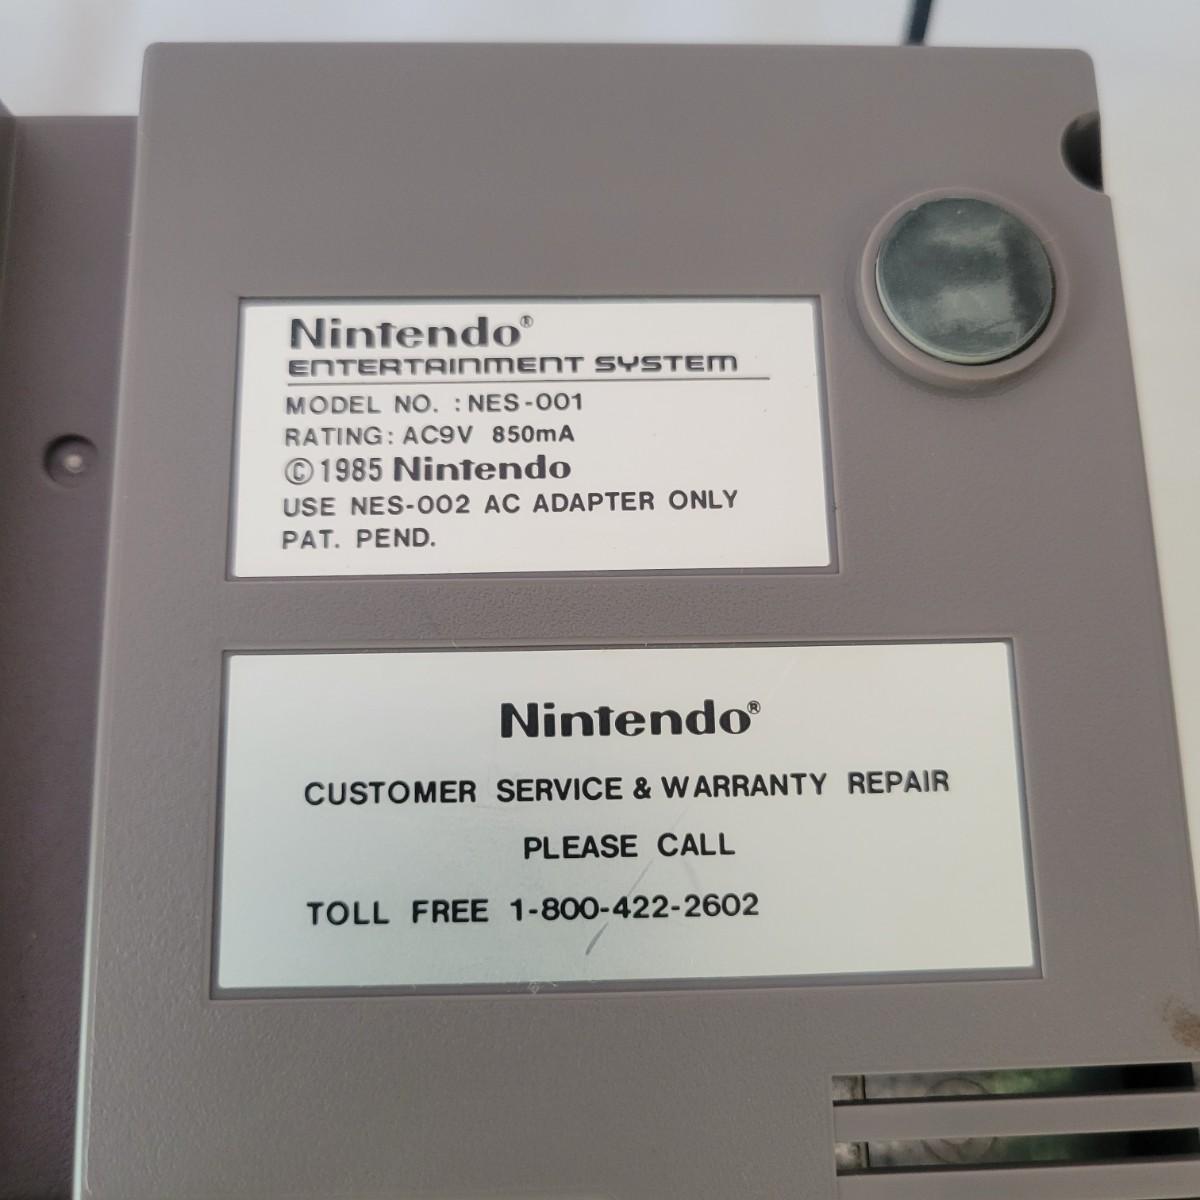 Nintendo®
ENTERTAINMENT SYSTEM
MODEL NO. : NES-001
RATING: AC9V 850mA
©1985 Nintendo
USE NES-002 AC ADAPTER ONLY
PAT. PEND.
Nintendo®
CUSTOMER SERVICE & WARRANTY REPAIR
PLEASE CALL
TOLL FREE 1-800-422-2602